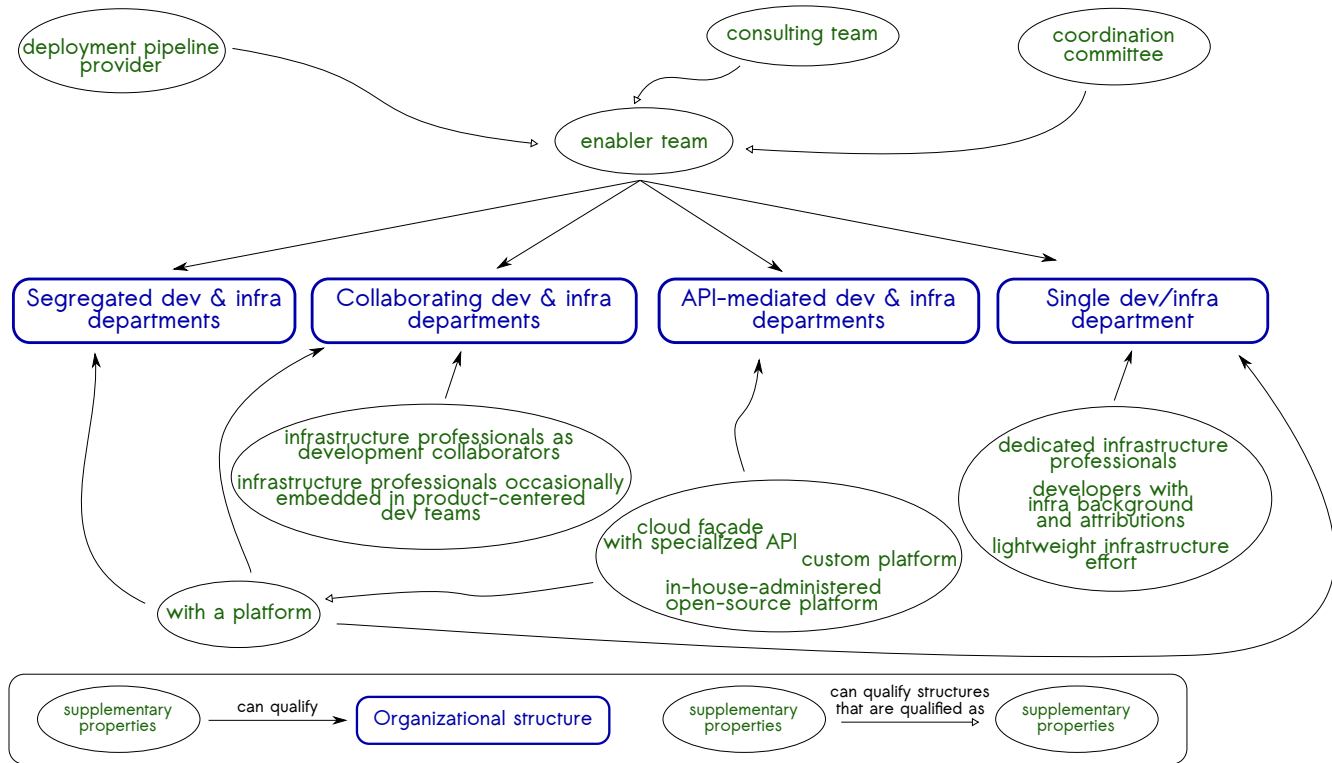 deployment pipeline
provider
consulting team
coordination
committee
enabler team
Segregated dev & infra
departments
Collaborating dev & infra
departments
API-mediated dev & infra
departments
Single dev/infra
department
infrastructure professionals as
development collaborators
infrastructure professionals occasionally
embedded in product-centered
dev teams
cloud façade
with specialized API
custom platform
in-house-administered
open-source platform
dedicated infrastructure
professionals
developers with
infra background
and attributions
lightweight infrastructure
effort
with a platform
supplementary
properties
can qualify
Organizational structure
supplementary
properties
can qualify structures
that are qualified as
supplementary
properties